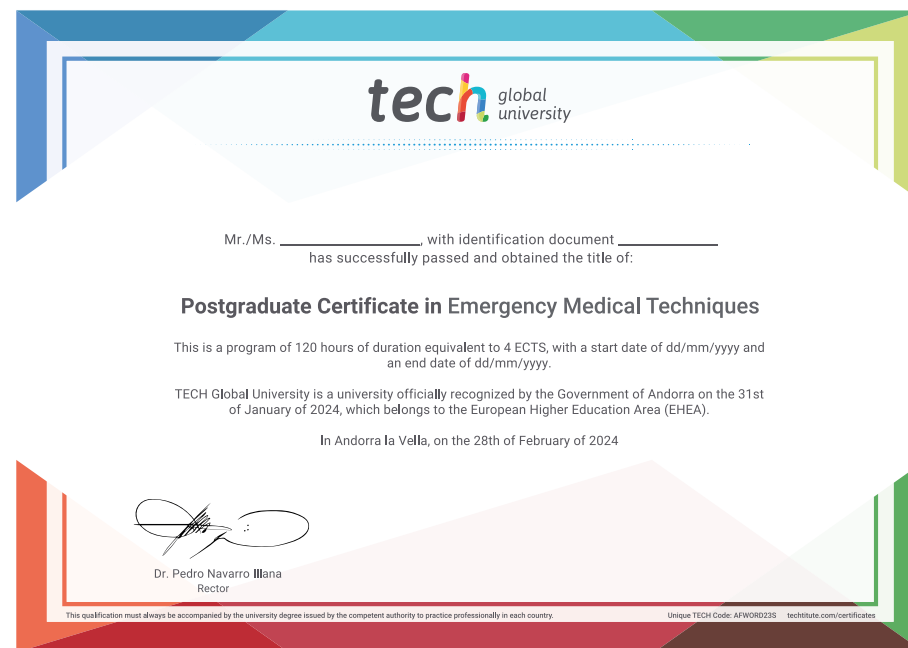 tech global
university
Mr./Ms. ____________________, with identification document ______________
has successfully passed and obtained the title of:
Postgraduate Certificate in Emergency Medical Techniques
This is a program of 120 hours of duration equivalent to 4 ECTS, with a start date of dd/mm/yyyy and
an end date of dd/mm/yyyy.
TECH Global University is a university officially recognized by the Government of Andorra on the 31st
of January of 2024, which belongs to the European Higher Education Area (EHEA).
In Andorra la Vella, on the 28th of February of 2024
Dr. Pedro Navarro Illana
Rector
This qualification must always be accompanied by the university degree issued by the competent authority to practice professionally in each country. Unique TECH Code: AFWORD23S techtitute.com/certificates